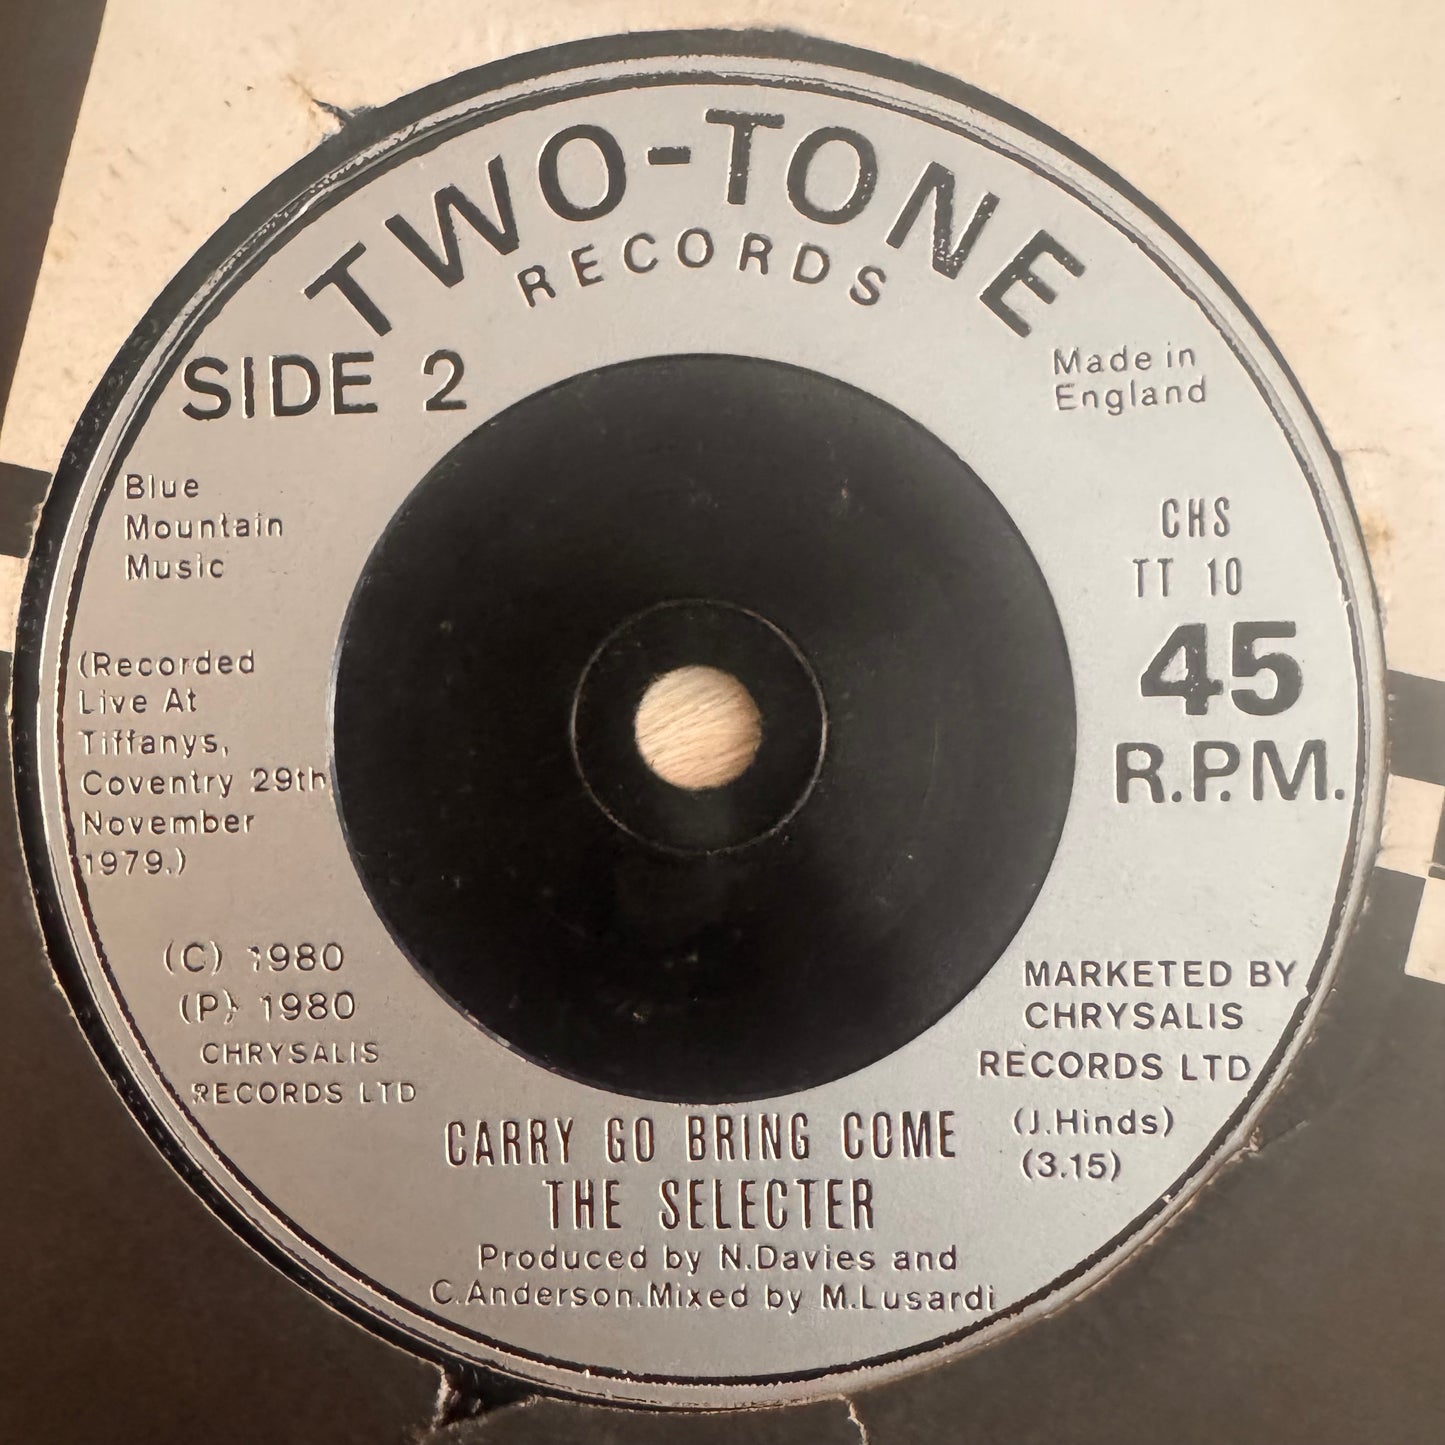 TWO-TONE
RECORDS
SIDE 2
Made in
England
Blue
Mountain
Music
CHS
TT 10
45
R.P.M.
(Recorded
Live At
Tiffanys,
Coventry 29th
November
1979.)
(C) 1980
(P) 1980
CHRYSALIS
RECORDS LTD
MARKETED BY
CHRYSALIS
RECORDS LTD
(J.Hinds)
(3.15)
CARRY GO BRING COME
THE SELECTER
Produced by N.Davies and
C.Anderson.Mixed by M.Lusardi